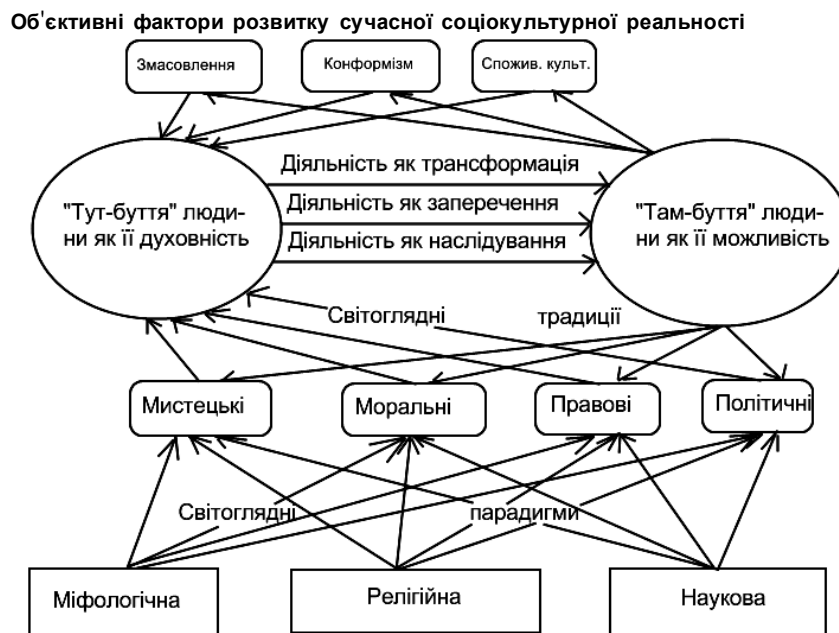 Об'єктивні фактори розвитку сучасної соціокультурної реальності
Змасовлення
Конформізм
Спожив. культ.
"Тут-буття" люди-
ни як її духовність
Діяльність як трансформація
Діяльність як заперечення
Діяльність як наслідування
"Там-буття" люди-
ни як її можливість
Світоглядні традиції
Мистецькі
Моральні
Правові
Політичні
Світоглядні парадигми
Міфологічна
Релігійна
Наукова